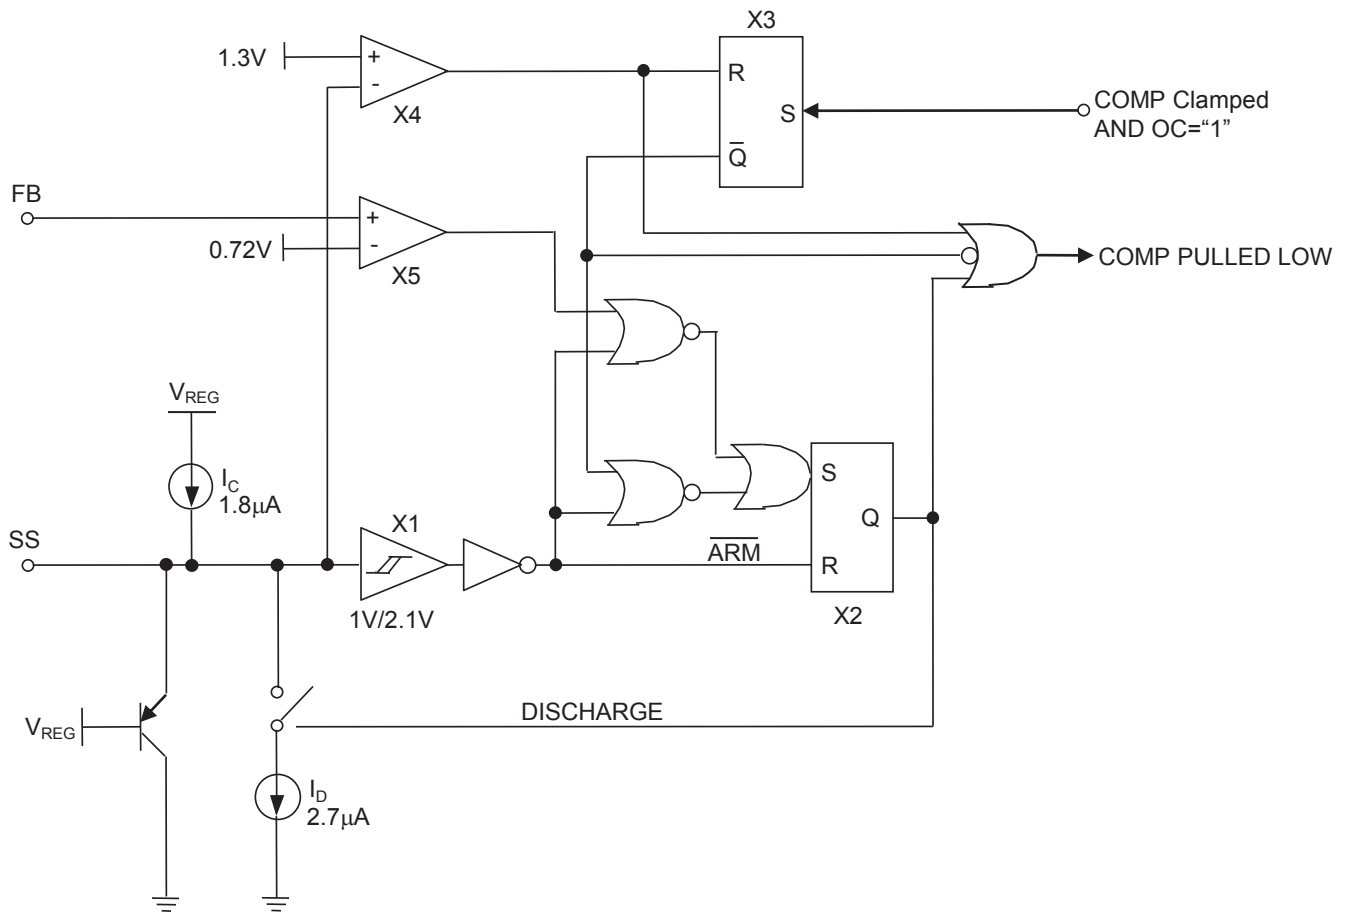 X3
1.3V
+
-
X4
R
S
Q̅
COMP Clamped
AND OC=“1”
FB
+
0.72V
-
X5
COMP PULLED LOW
VREG
IC
1.8μA
SS
X1
1V/2.1V
ARM
S
Q
R
X2
VREG
DISCHARGE
ID
2.7μA